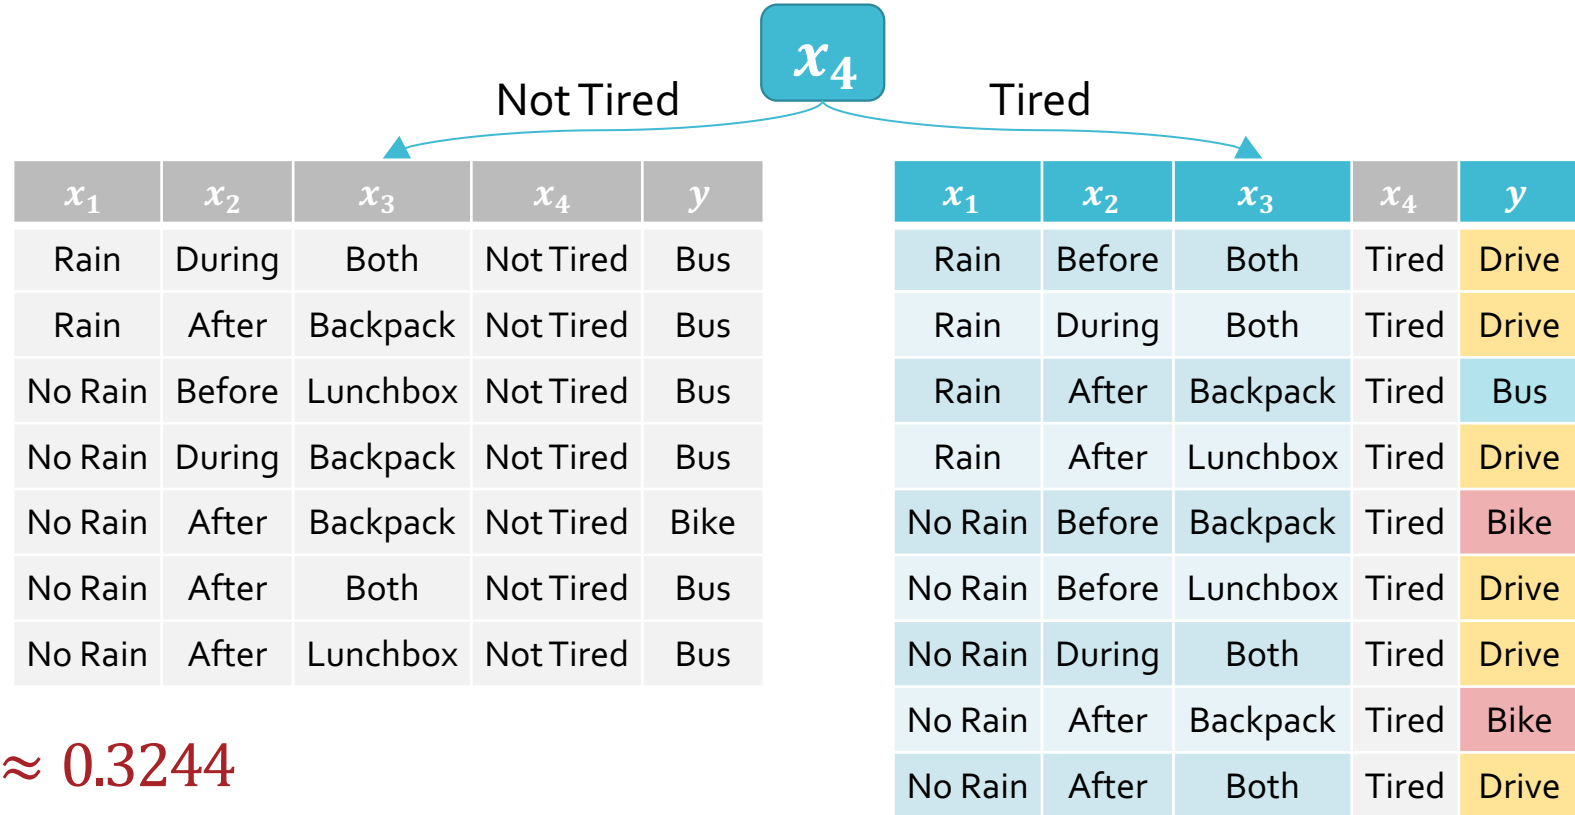 x₄
Not Tired Tired
x₁ x₂ x₃ x₄ y
Rain During Both Not Tired Bus
Rain After Backpack Not Tired Bus
No Rain Before Lunchbox Not Tired Bus
No Rain During Backpack Not Tired Bus
No Rain After Backpack Not Tired Bike
No Rain After Both Not Tired Bus
No Rain After Lunchbox Not Tired Bus
≈ 0.3244
x₁ x₂ x₃ x₄ y
Rain Before Both Tired Drive
Rain During Both Tired Drive
Rain After Backpack Tired Bus
Rain After Lunchbox Tired Drive
No Rain Before Backpack Tired Bike
No Rain Before Lunchbox Tired Drive
No Rain During Both Tired Drive
No Rain After Backpack Tired Bike
No Rain After Both Tired Drive